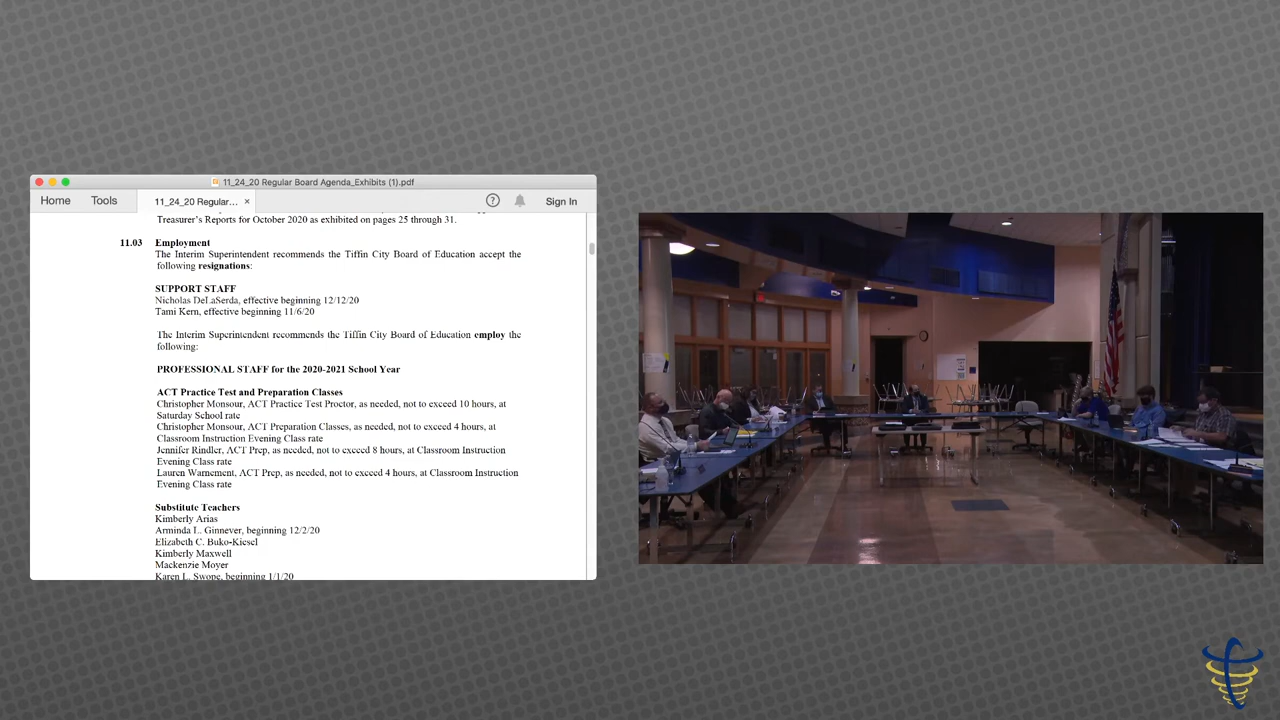 11_24_20 Regular Board Agenda_Exhibits (1).pdf
Home Tools 11_24_20 Regular... × ? Sign In
Treasurer's Reports for October 2020 as exhibited on pages 25 through 31.
11.03 Employment
The Interim Superintendent recommends the Tiffin City Board of Education accept the
following resignations:
SUPPORT STAFF
Nicholas DeLaSerda, effective beginning 12/12/20
Tami Kern, effective beginning 11/6/20
The Interim Superintendent recommends the Tiffin City Board of Education employ the
following:
PROFESSIONAL STAFF for the 2020-2021 School Year
ACT Practice Test and Preparation Classes
Christopher Monsour, ACT Practice Test Proctor, as needed, not to exceed 10 hours, at
Saturday School rate
Christopher Monsour, ACT Preparation Classes, as needed, not to exceed 4 hours, at
Classroom Instruction Evening Class rate
Jennifer Rindler, ACT Prep, as needed, not to exceed 8 hours, at Classroom Instruction
Evening Class rate
Lauren Warnement, ACT Prep, as needed, not to exceed 4 hours, at Classroom Instruction
Evening Class rate
Substitute Teachers
Kimberly Arias
Arminda L. Ginnever, beginning 12/2/20
Elizabeth C. Buko-Kiesel
Kimberly Maxwell
Mackenzie Moyer
Karen L. Swope, beginning 1/1/20